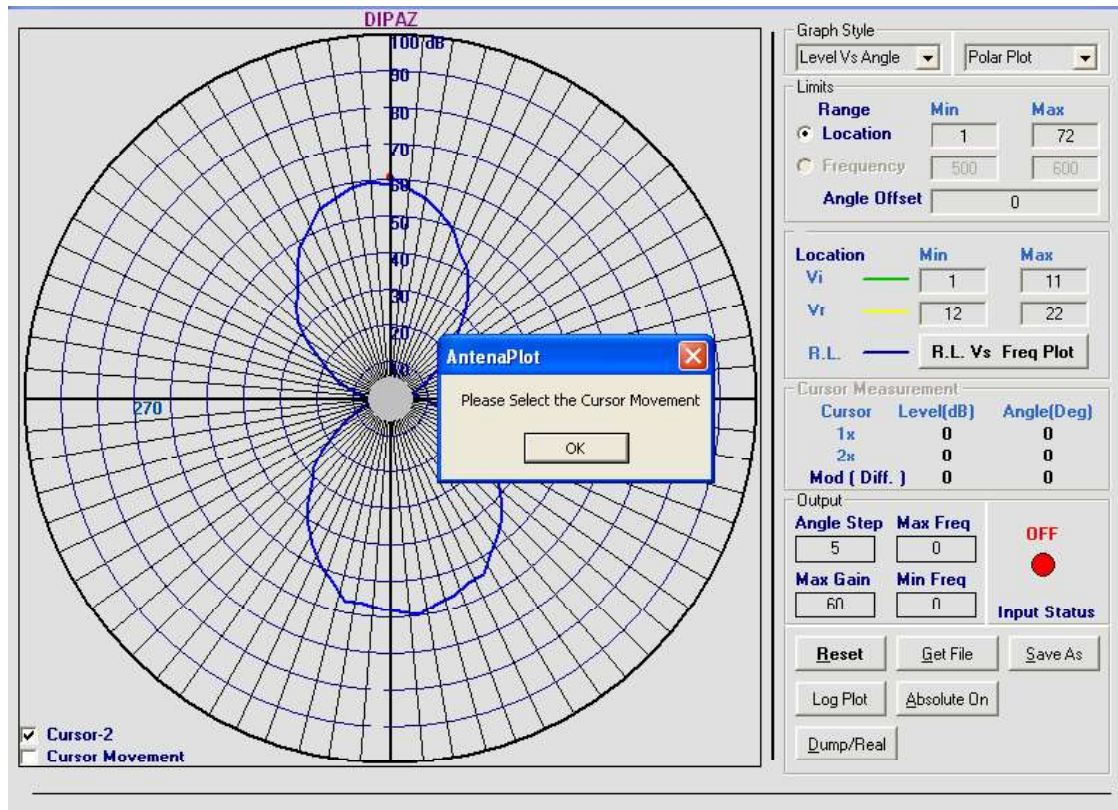 DIPAZ
100 dB
90
80
70
60
50
40
30
20
270
Cursor-2
Cursor Movement
AntenaPlot
Please Select the Cursor Movement
OK
Graph Style
Level Vs Angle
Polar Plot
Limits
Range Min Max
Location 1 72
Frequency 500 600
Angle Offset 0
Location Min Max
Vi 1 11
Vr 12 22
R.L. R.L. Vs Freq Plot
Cursor Measurement
Cursor Level(dB) Angle(Deg)
1x 0 0
2x 0 0
Mod ( Diff. ) 0 0
Output
Angle Step Max Freq
5 0
OFF
Max Gain Min Freq
60 0
Input Status
Reset Get File Save As
Log Plot Absolute On
Dump/Real